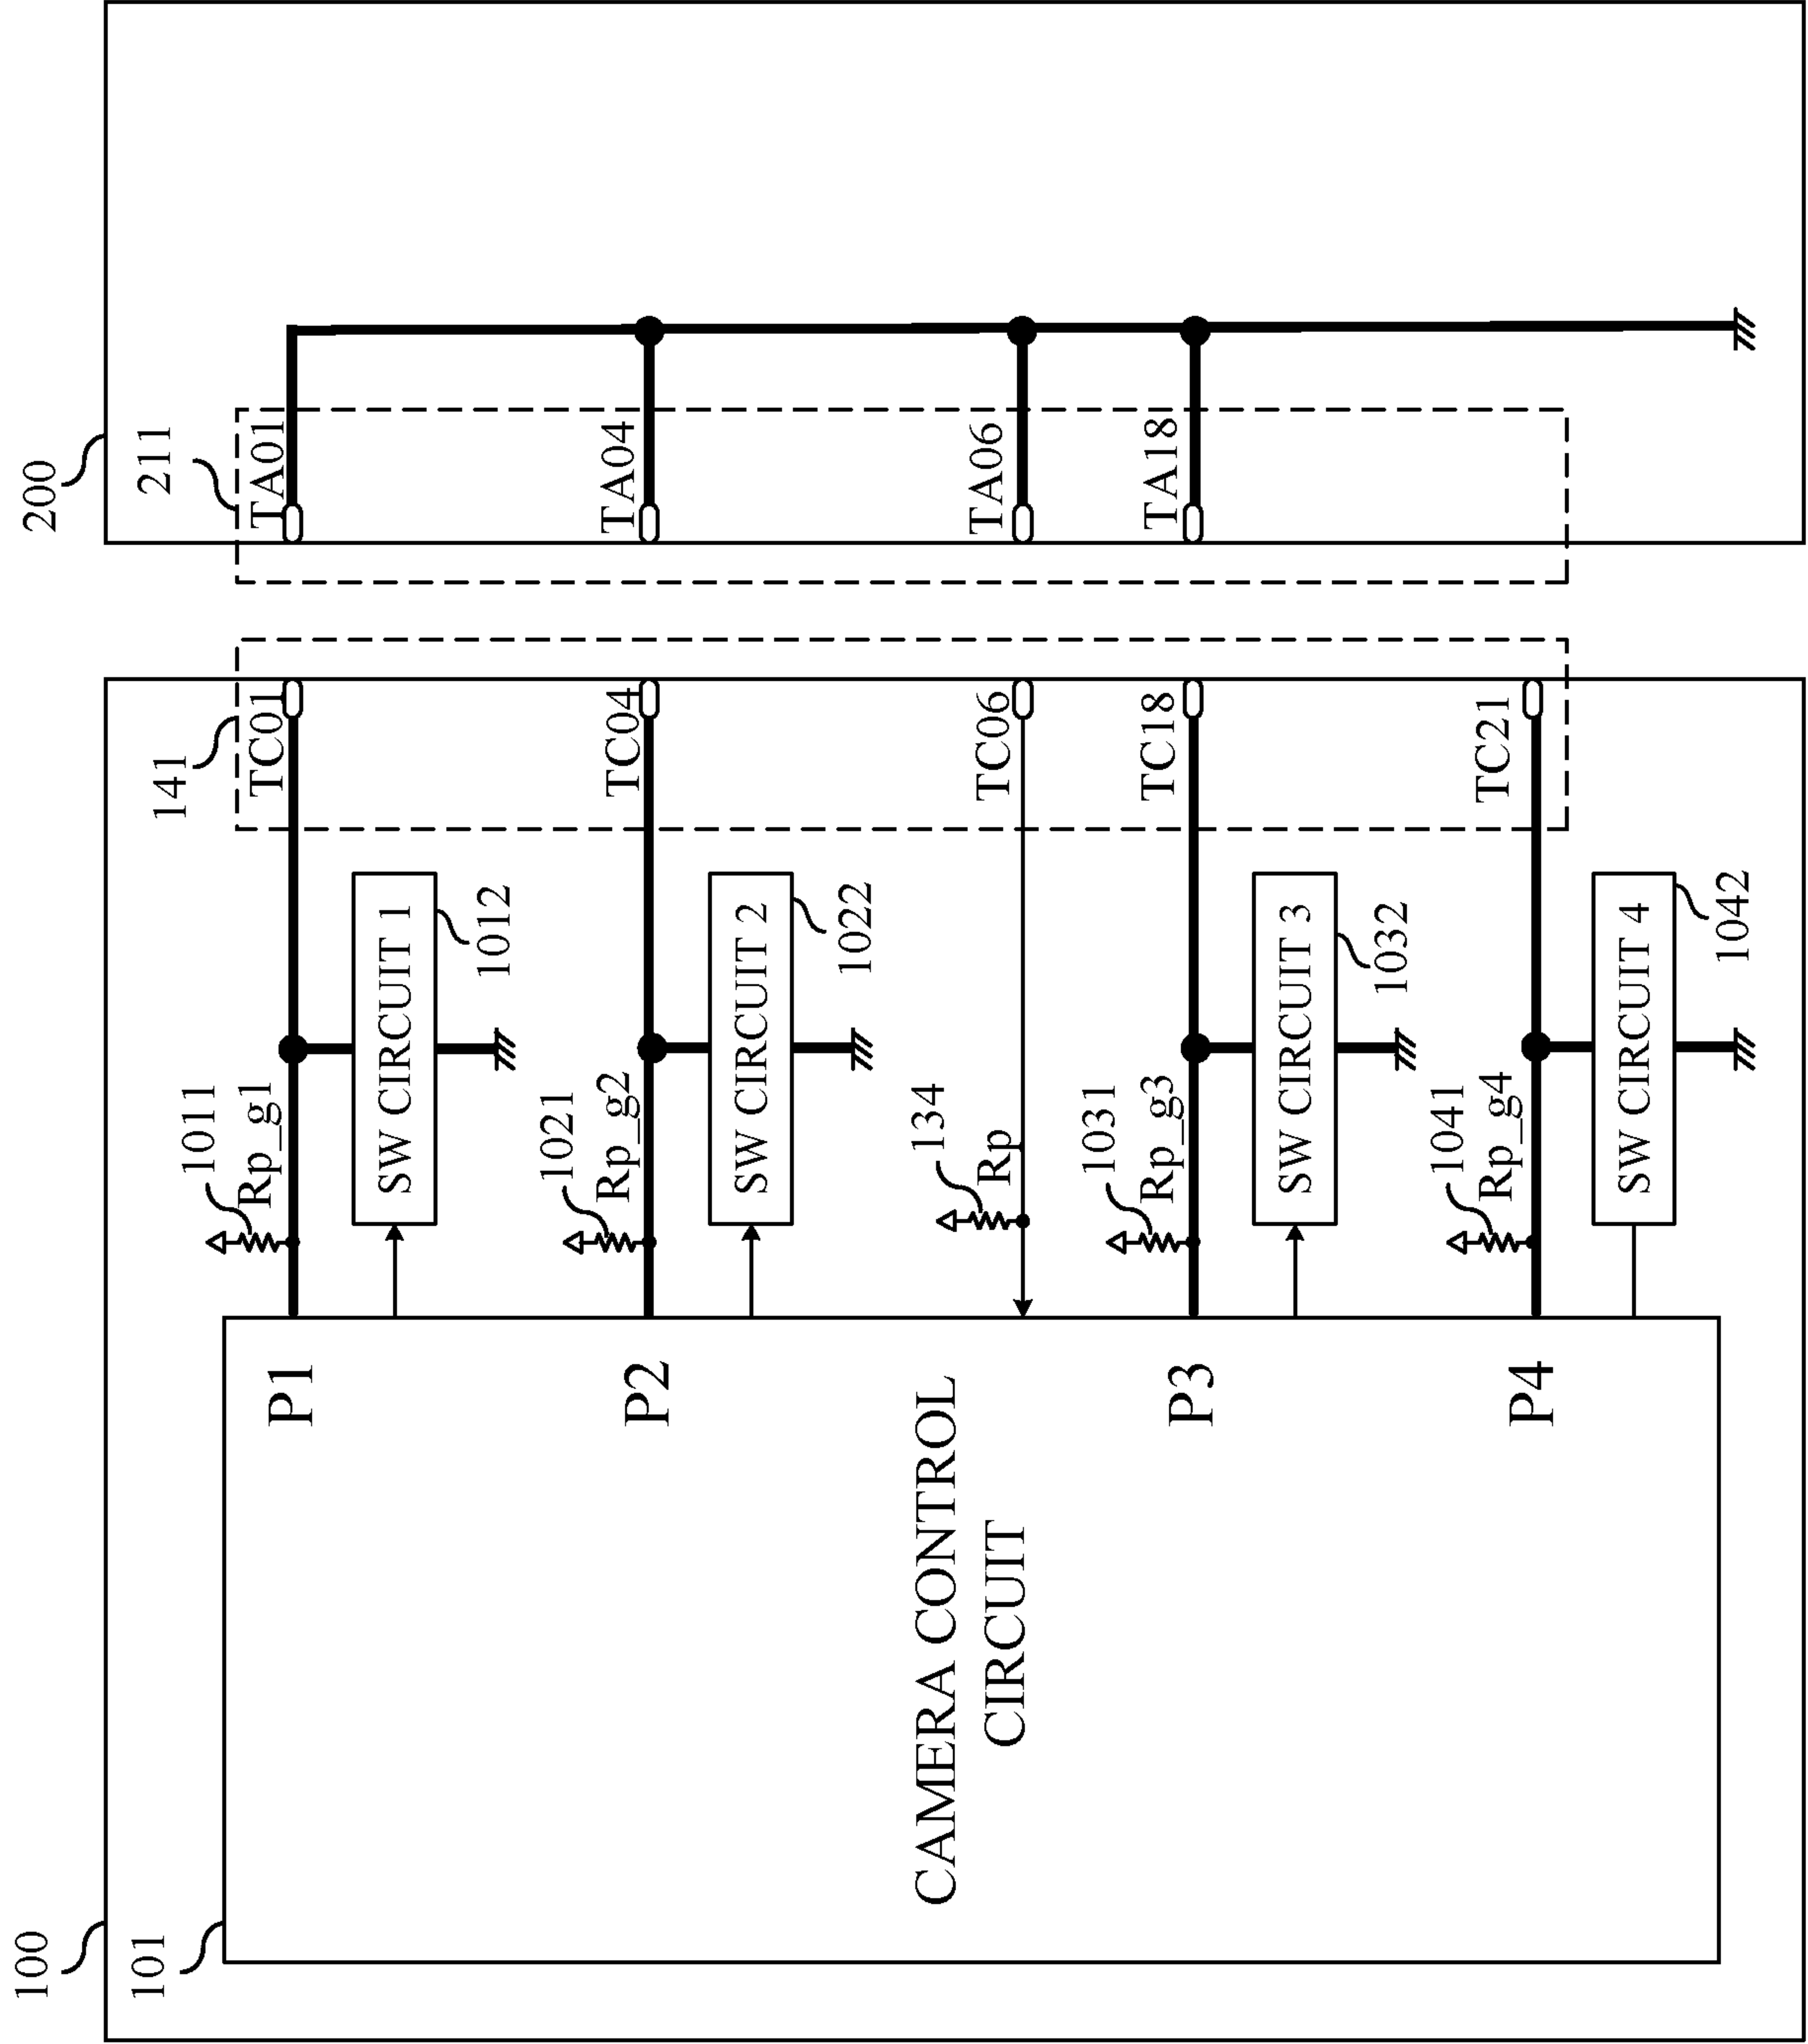 100
101
CAMERA CONTROL
CIRCUIT
P1
P2
P3
P4
1011
Rp_g1
SW CIRCUIT 1
1012
1021
Rp_g2
SW CIRCUIT 2
1022
134
Rp
1031
Rp_g3
SW CIRCUIT 3
1032
1041
Rp_g4
SW CIRCUIT 4
1042
141
TC01
TC04
TC06
TC18
TC21
200
211
TA01
TA04
TA06
TA18